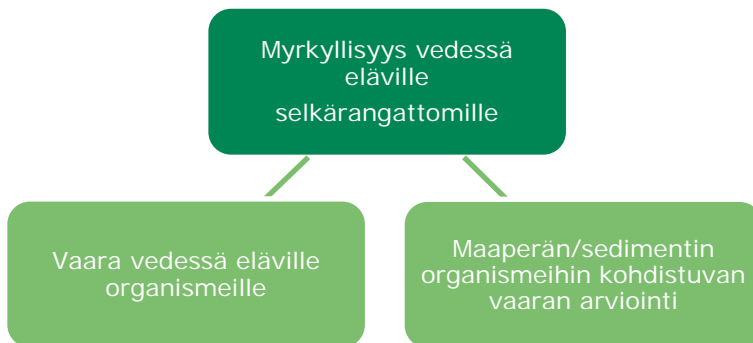 Myrkyllisyys vedessä
eläville
selkärangattomille
Vaara vedessä eläville
organismeille
Maaperän/sedimentin
organismeihin kohdistuvan
vaaran arviointi